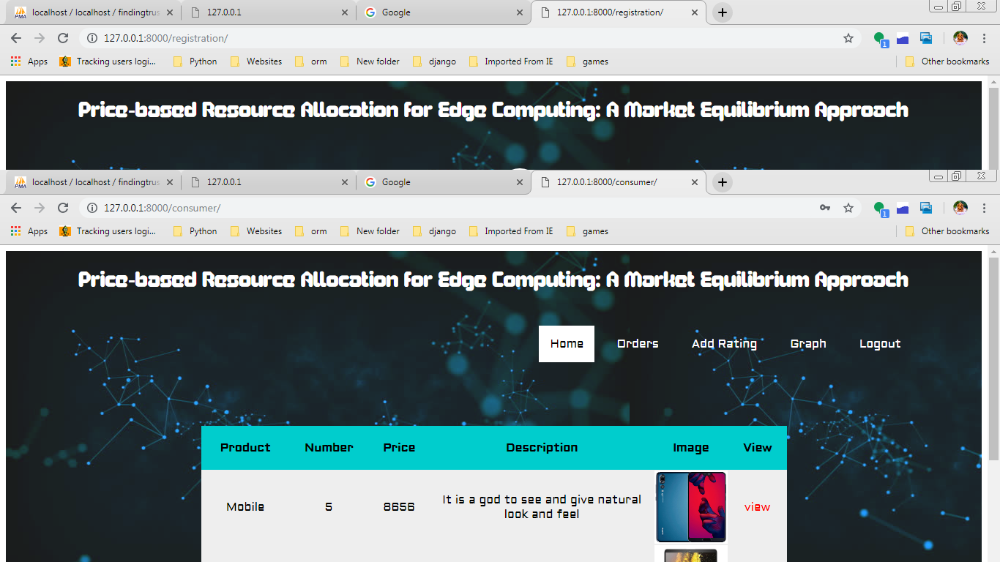 localhost / localhost / findingtrus
127.0.0.1
Google
127.0.0.1:8000/registration/
127.0.0.1:8000/registration/
1
Apps
Tracking users logi...
Python
Websites
orm
New folder
django
Imported From IE
games
Other bookmarks
Price-based Resource Allocation for Edge Computing: A Market Equilibrium Approach
PMA
localhost / localhost / findingtrus
127.0.0.1
Google
127.0.0.1:8000/consumer/
127.0.0.1:8000/consumer/
1
Apps
Tracking users logi...
Python
Websites
orm
New folder
django
Imported From IE
games
Other bookmarks
Price-based Resource Allocation for Edge Computing: A Market Equilibrium Approach
Home Orders Add Rating Graph Logout
Product Number Price Description Image View
Mobile 5 8656 It is a god to see and give natural
look and feel
view